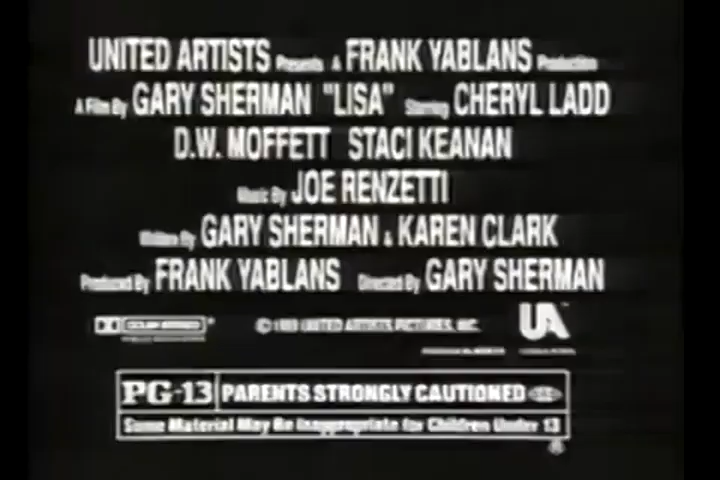 UNITED ARTISTS Presents A FRANK YABLANS Production
A Film By GARY SHERMAN "LISA" Starring CHERYL LADD
D.W. MOFFETT STACI KEANAN
Music By JOE RENZETTI
Written By GARY SHERMAN & KAREN CLARK
Produced By FRANK YABLANS Directed By GARY SHERMAN
DOLBY STEREO © UNITED ARTISTS PICTURES, INC. UA
PG-13 PARENTS STRONGLY CAUTIONED
Some Material May Be Inappropriate for Children Under 13